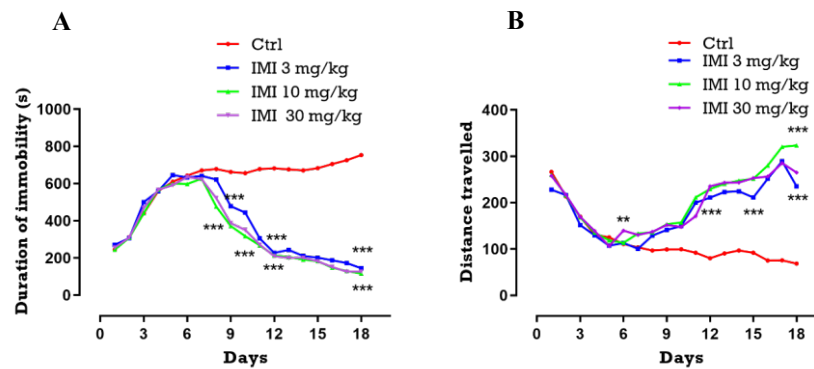 A
Ctrl
IMI 3 mg/kg
IMI 10 mg/kg
IMI 30 mg/kg
Duration of immobility (s)
1000
800
600
400
200
0
***
***
***
***
***
***
***
0 3 6 9 12 15 18
Days
B
Ctrl
IMI 3 mg/kg
IMI 10 mg/kg
IMI 30 mg/kg
Distance travelled
400
300
200
100
0
**
***
***
***
***
0 3 6 9 12 15 18
Days